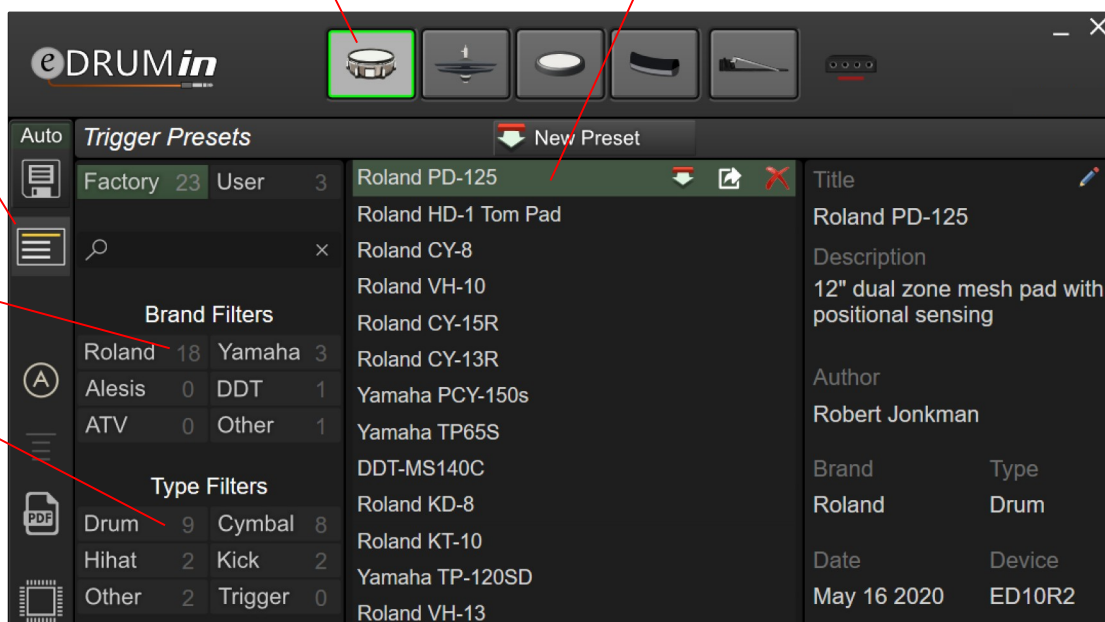 eDRUMin
Auto
Trigger Presets
New Preset
Factory 23 User 3
Brand Filters
Roland 18 Yamaha 3
Alesis 0 DDT 1
ATV 0 Other 1
Type Filters
Drum 9 Cymbal 8
Hihat 2 Kick 2
Other 2 Trigger 0
A
PDF
Roland PD-125
Roland HD-1 Tom Pad
Roland CY-8
Roland VH-10
Roland CY-15R
Roland CY-13R
Yamaha PCY-150s
Yamaha TP65S
DDT-MS140C
Roland KD-8
Roland KT-10
Yamaha TP-120SD
Roland VH-13
Title
Roland PD-125
Description
12" dual zone mesh pad with
positional sensing
Author
Robert Jonkman
Brand Type
Roland Drum
Date Device
May 16 2020 ED10R2